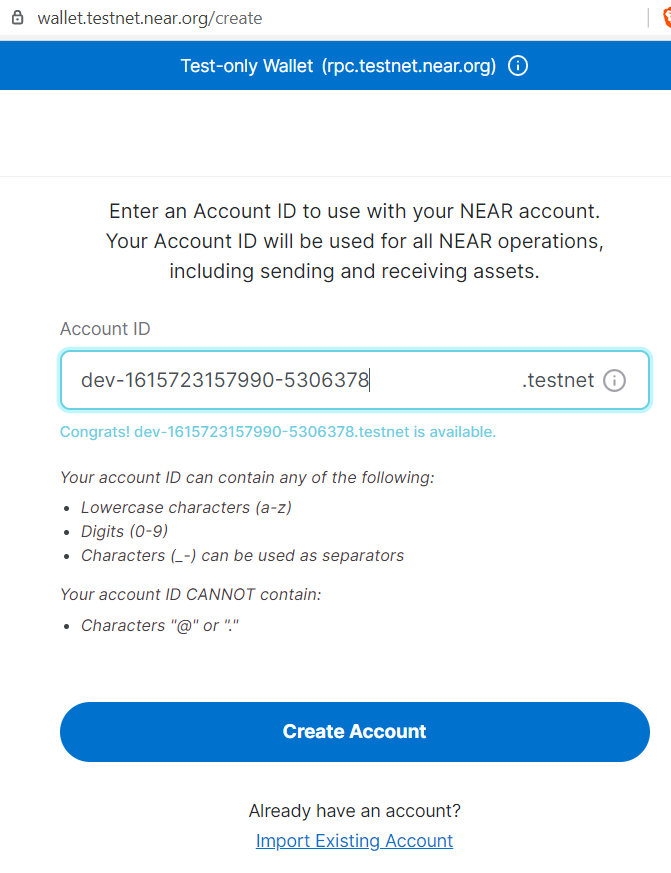 wallet.testnet.near.org/create
Test-only Wallet (rpc.testnet.near.org)
Enter an Account ID to use with your NEAR account.
Your Account ID will be used for all NEAR operations,
including sending and receiving assets.
Account ID
dev-1615723157990-5306378 .testnet
Congrats! dev-1615723157990-5306378.testnet is available.
Your account ID can contain any of the following:
• Lowercase characters (a-z)
• Digits (0-9)
• Characters (_-) can be used as separators
Your account ID CANNOT contain:
• Characters "@" or "."
Create Account
Already have an account?
Import Existing Account